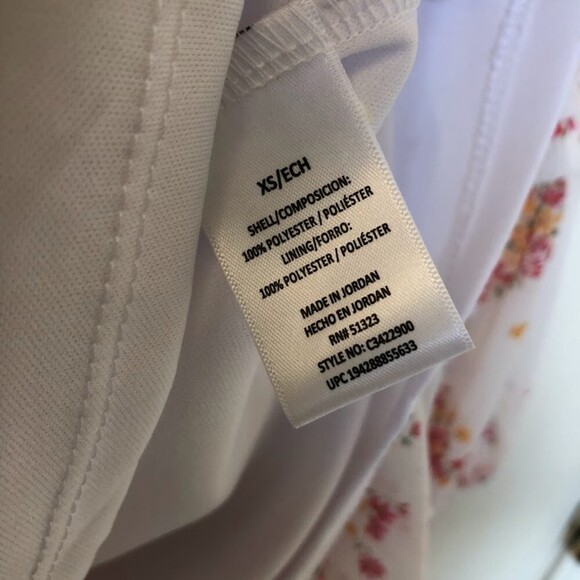 XS/ECH
SHELL/COMPOSICION:
100% POLYESTER / POLIÉSTER
LINING/FORRO:
100% POLYESTER / POLIÉSTER
MADE IN JORDAN
HECHO EN JORDAN
RN# 51323
STYLE NO: C3422900
UPC 194288855633